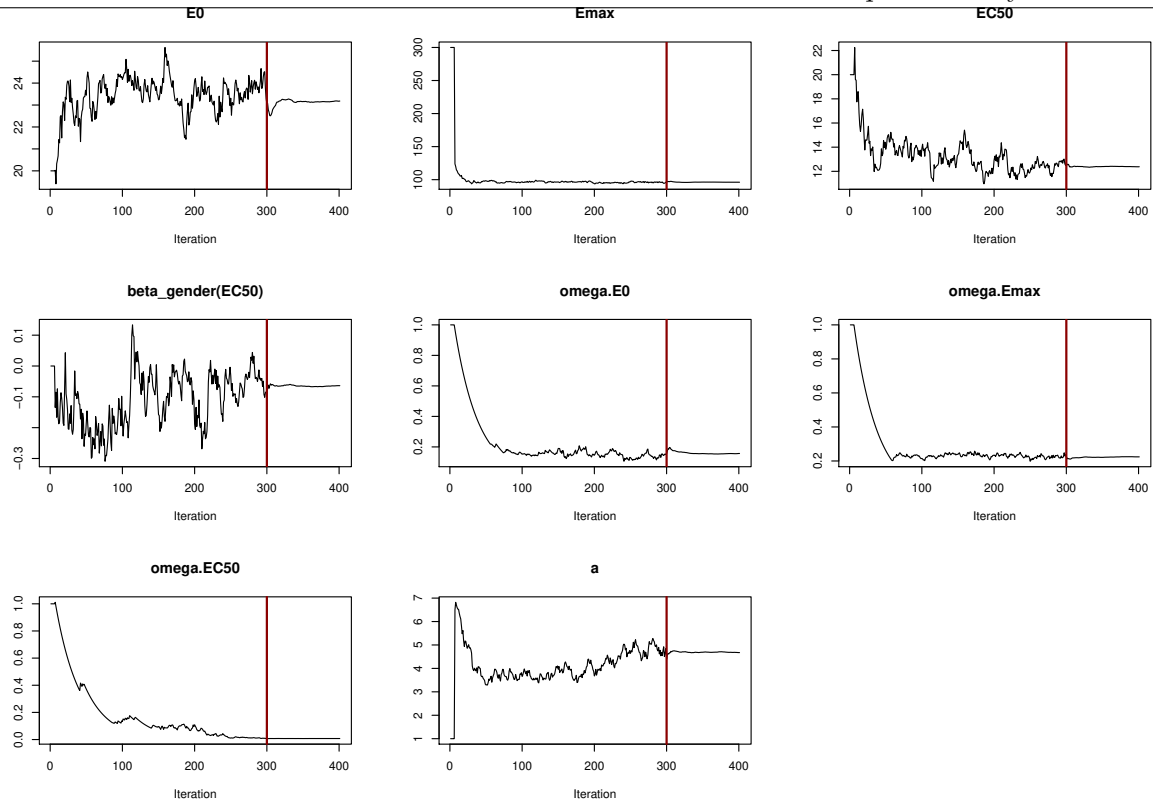 E0 Emax EC50
20 22 24
100 150 200 250 300
12 14 16 18 20 22
0 100 200 300 400
0 100 200 300 400
0 100 200 300 400
Iteration Iteration Iteration
beta_gender(EC50) omega.E0 omega.Emax
−0.3 −0.1 0.0 0.1
0.2 0.4 0.6 0.8 1.0
0.2 0.4 0.6 0.8 1.0
0 100 200 300 400
0 100 200 300 400
0 100 200 300 400
Iteration Iteration Iteration
omega.EC50 a
0.0 0.2 0.4 0.6 0.8 1.0
1 2 3 4 5 6 7
0 100 200 300 400
0 100 200 300 400
Iteration Iteration